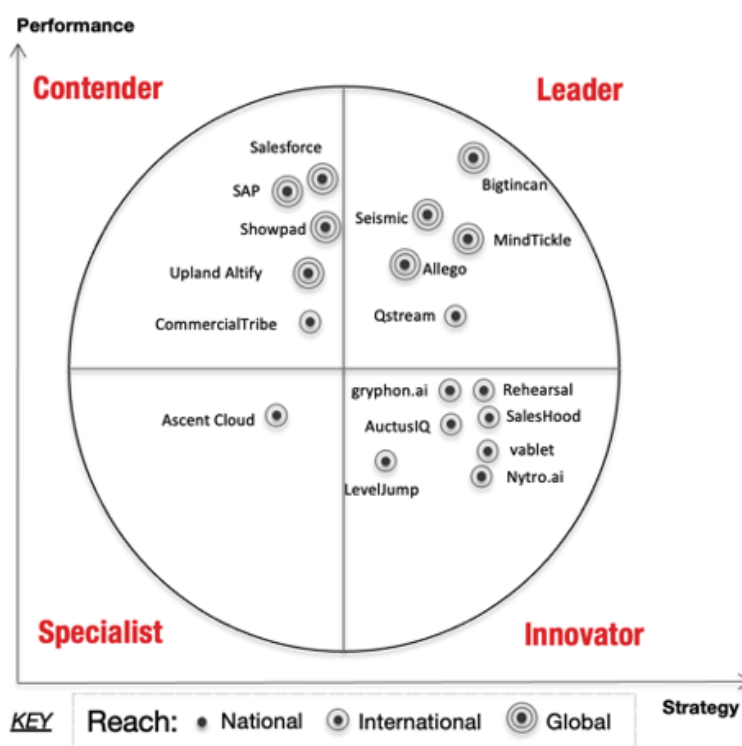 Performance
Contender
Leader
Salesforce
SAP
Bigtincan
Showpad
Seismic
MindTickle
Upland Altify
Allego
CommercialTribe
Qstream
gryphon.ai
Rehearsal
Ascent Cloud
AuctusIQ
SalesHood
vablet
LevelJump
Nytro.ai
Specialist
Innovator
Strategy
KEY
Reach: National International Global